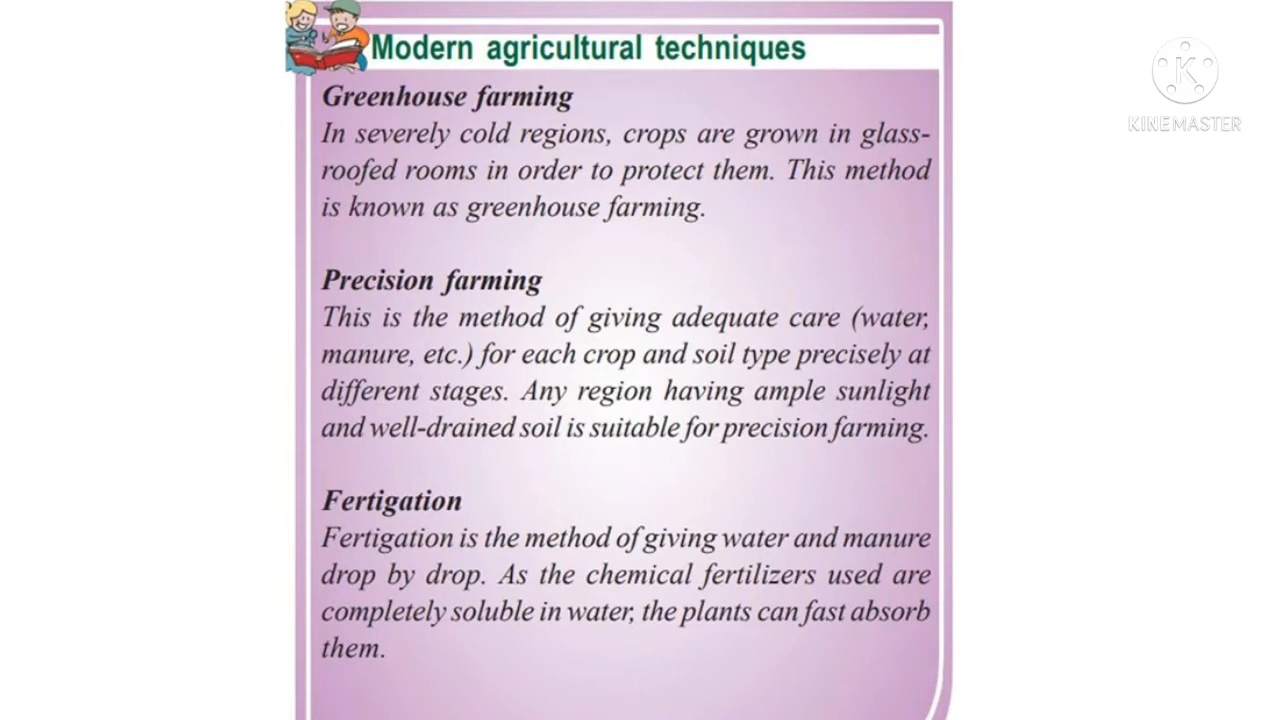 Modern agricultural techniques
K
KINEMASTER
Greenhouse farming
In severely cold regions, crops are grown in glass-
roofed rooms in order to protect them. This method
is known as greenhouse farming.
Precision farming
This is the method of giving adequate care (water,
manure, etc.) for each crop and soil type precisely at
different stages. Any region having ample sunlight
and well-drained soil is suitable for precision farming.
Fertigation
Fertigation is the method of giving water and manure
drop by drop. As the chemical fertilizers used are
completely soluble in water, the plants can fast absorb
them.